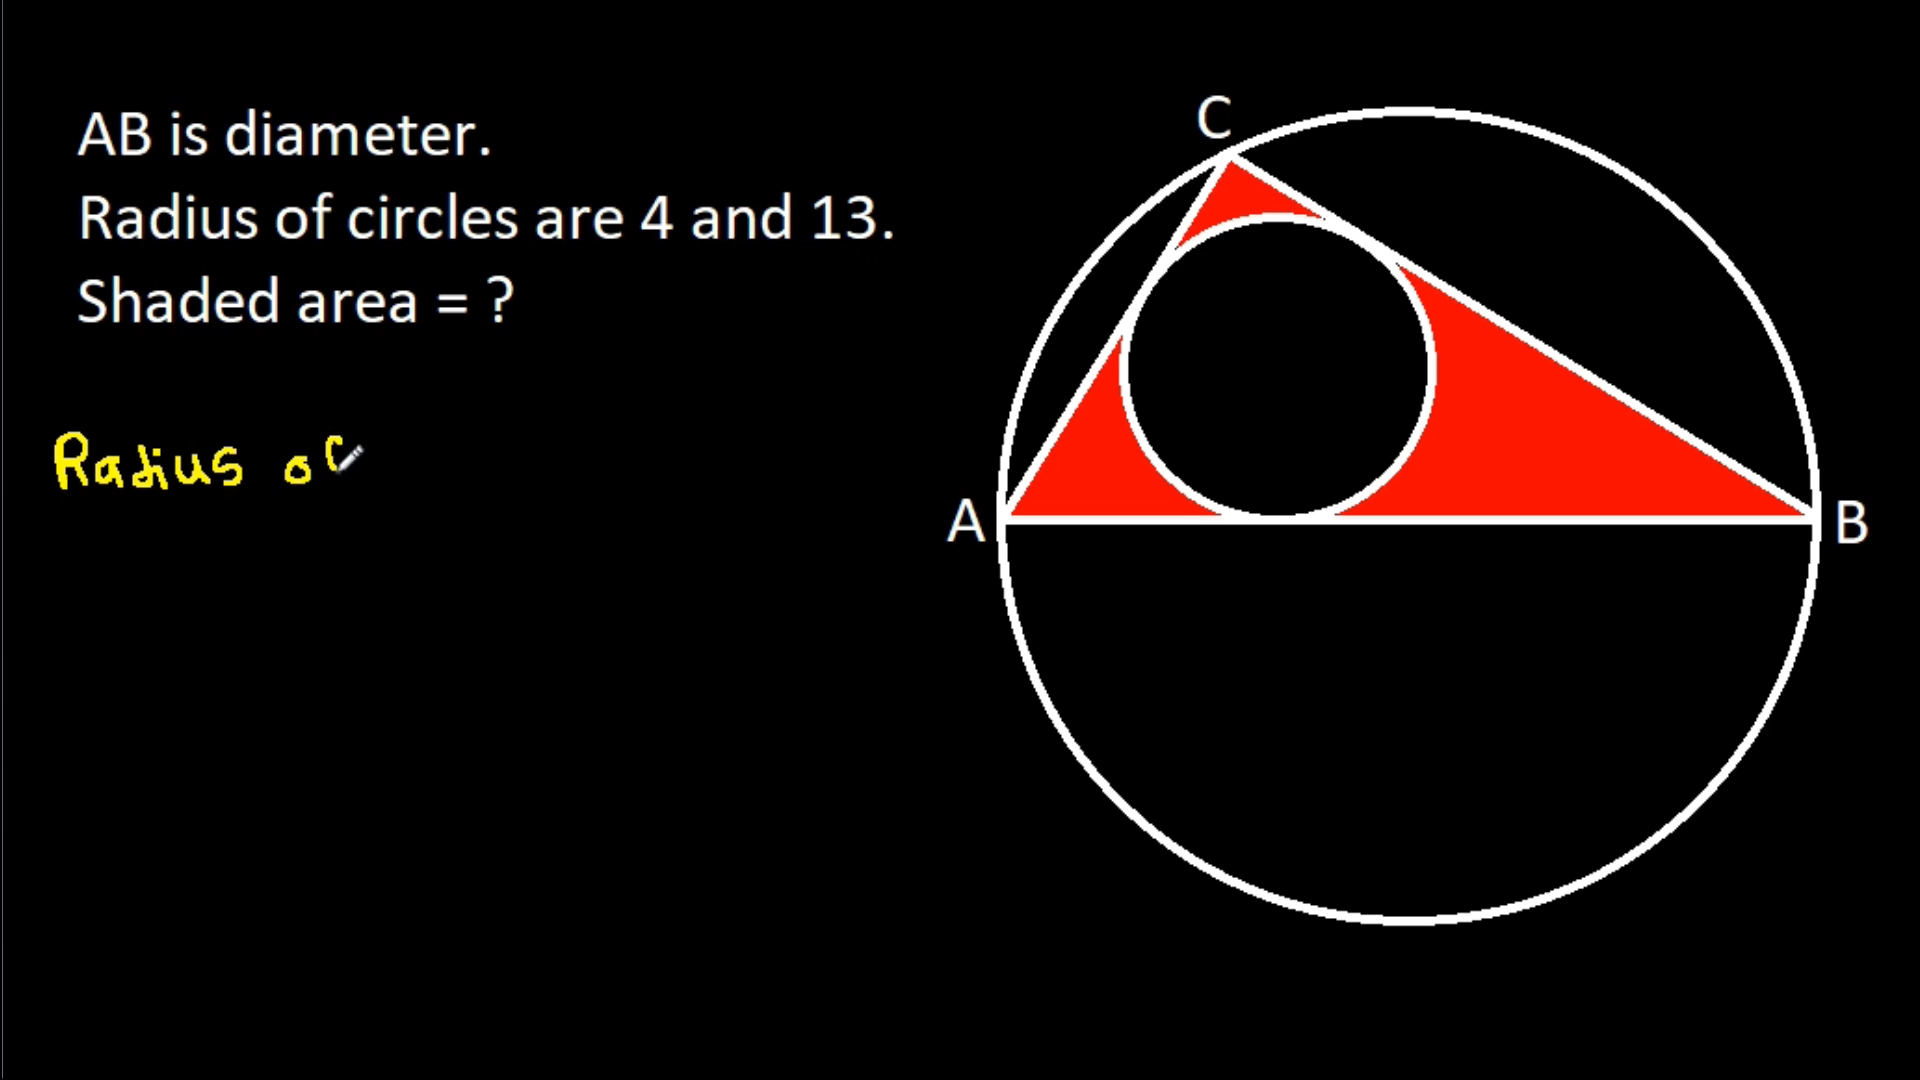 AB is diameter.
Radius of circles are 4 and 13.
Shaded area = ?
Radius o
C
A
B